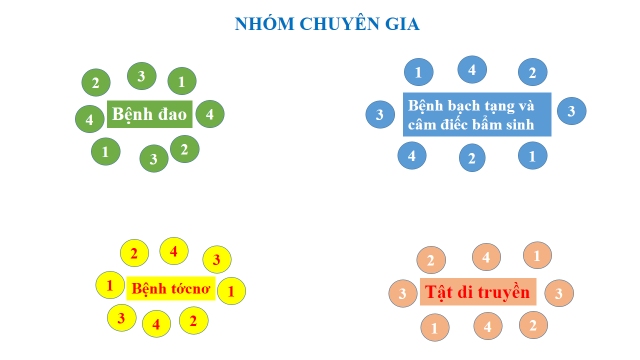 NHÓM CHUYÊN GIA
2 3 1
4 Bệnh đao 4
1 3 2
1 4 2
3 Bệnh bạch tạng và 3
câm điếc bẩm sinh
4 2 1
2 4 3
1 Bệnh tớcnơ 1
3 4 2
2 4 1
3 Tật di truyền 3
1 4 2